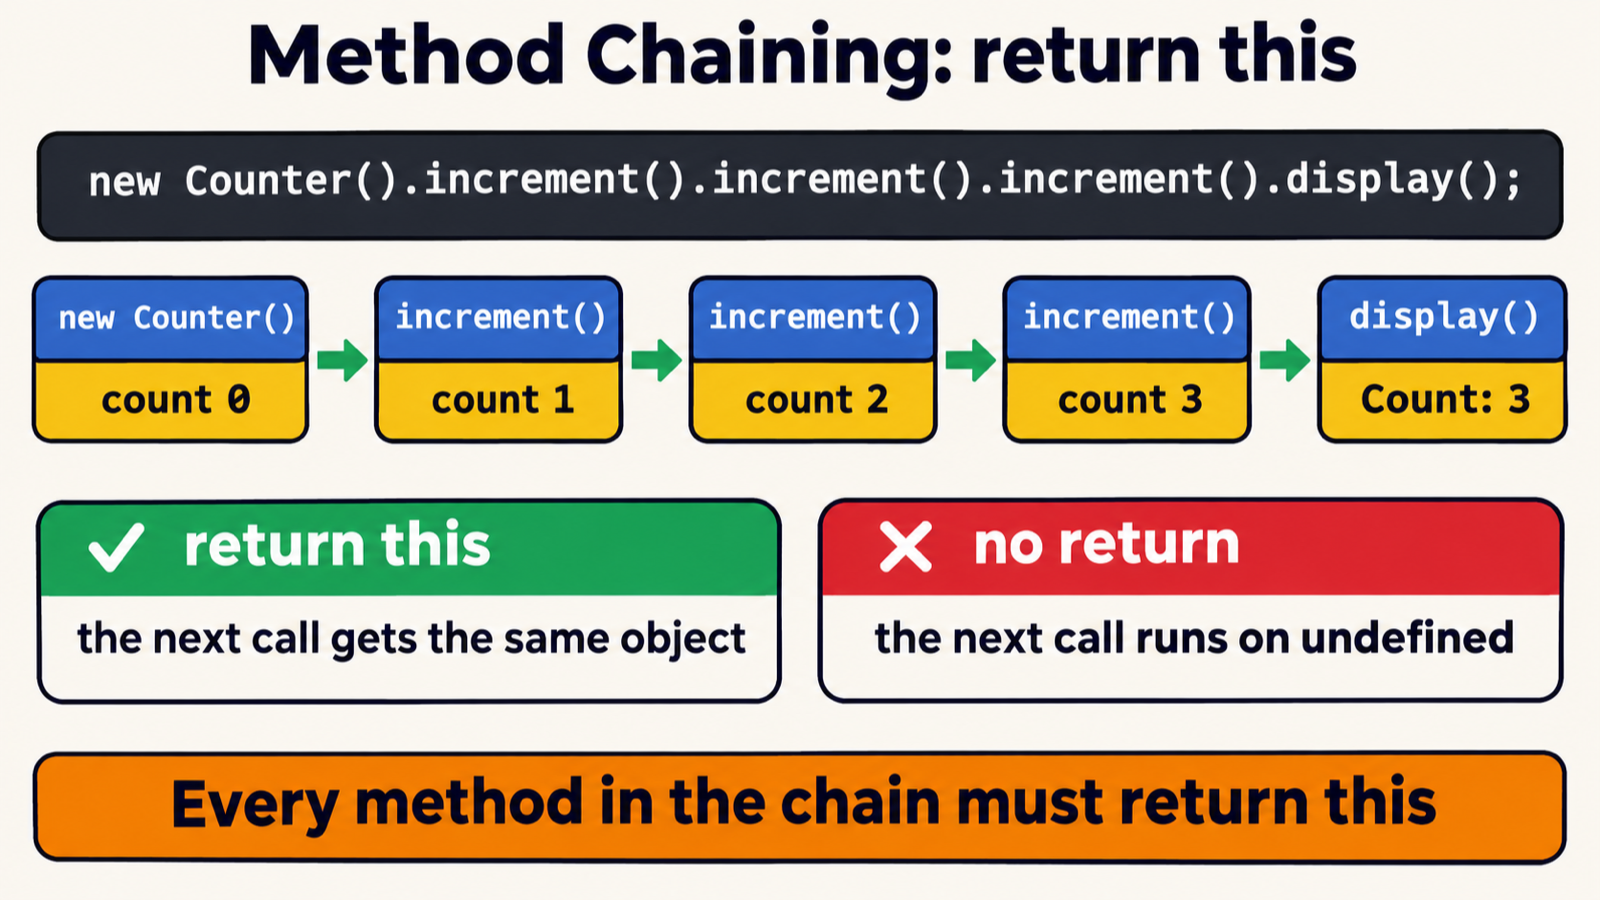 Method Chaining: return this
new Counter().increment().increment().increment().display();
new Counter()
count 0
increment()
count 1
increment()
count 2
increment()
count 3
display()
Count: 3
return this
the next call gets the same object
no return
the next call runs on undefined
Every method in the chain must return this